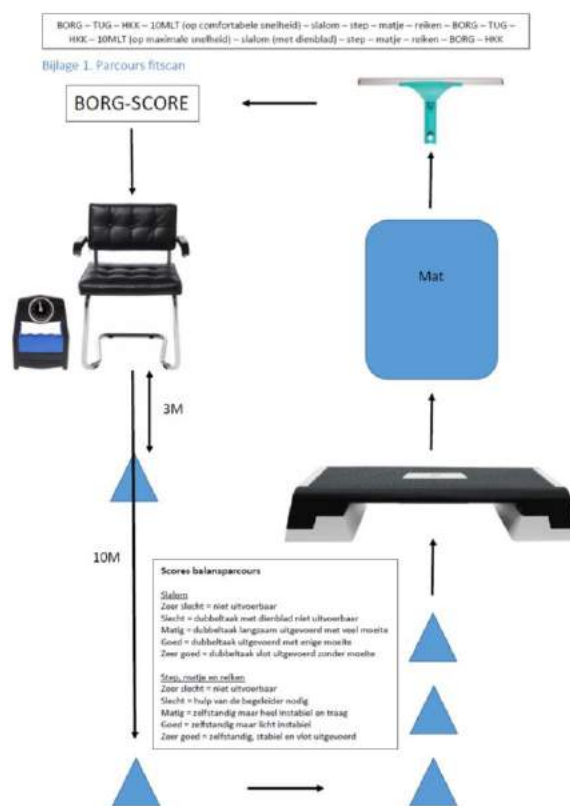 BORG – TUG – HKK – 10MLT (op comfortabele snelheid) – slalom – step – matje – reiken – BORG – TUG –
HKK – 10MLT (op maximale snelheid) – slalom (met dienblad) – step – matje – reiken – BORG – HKK
Bijlage 1. Parcours fitscan
BORG-SCORE
Mat
3M
10M
Scores balansparcours
Slalom
Zeer slecht = niet uitvoerbaar
Slecht = dubbeltaak met dienblad niet uitvoerbaar
Matig = dubbeltaak langzaam uitgevoerd met veel moeite
Goed = dubbeltaak uitgevoerd met enige moeite
Zeer goed = dubbeltaak vlot uitgevoerd zonder moeite
Step, matje en reiken
Zeer slecht = niet uitvoerbaar
Slecht = hulp van de begeleider nodig
Matig = zelfstandig maar heel instabiel en traag
Goed = zelfstandig maar licht instabiel
Zeer goed = zelfstandig, stabiel en vlot uitgevoerd